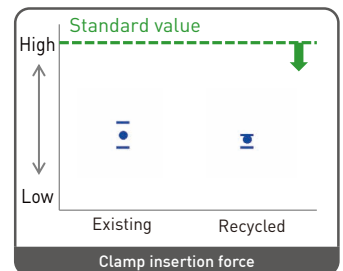 Standard value
High
Low
Existing Recycled
Clamp insertion force